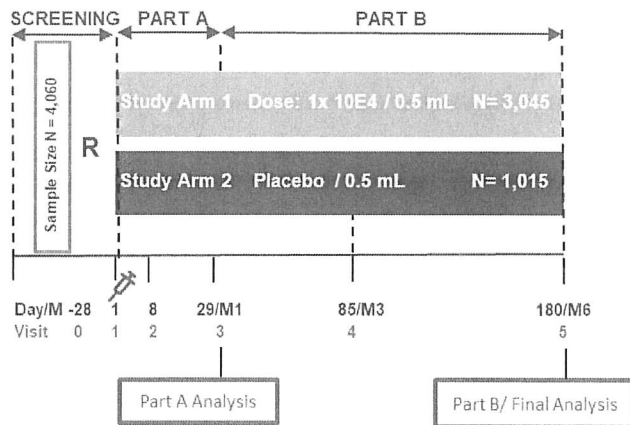 SCREENING PART A PART B
Sample Size N = 4,060
R
Study Arm 1 Dose: 1x 10E4 / 0.5 mL N= 3,045
Study Arm 2 Placebo / 0.5 mL N= 1,015
Day/M -28 1 8 29/M1 85/M3 180/M6
Visit 0 1 2 3 4 5
Part A Analysis
Part B/ Final Analysis